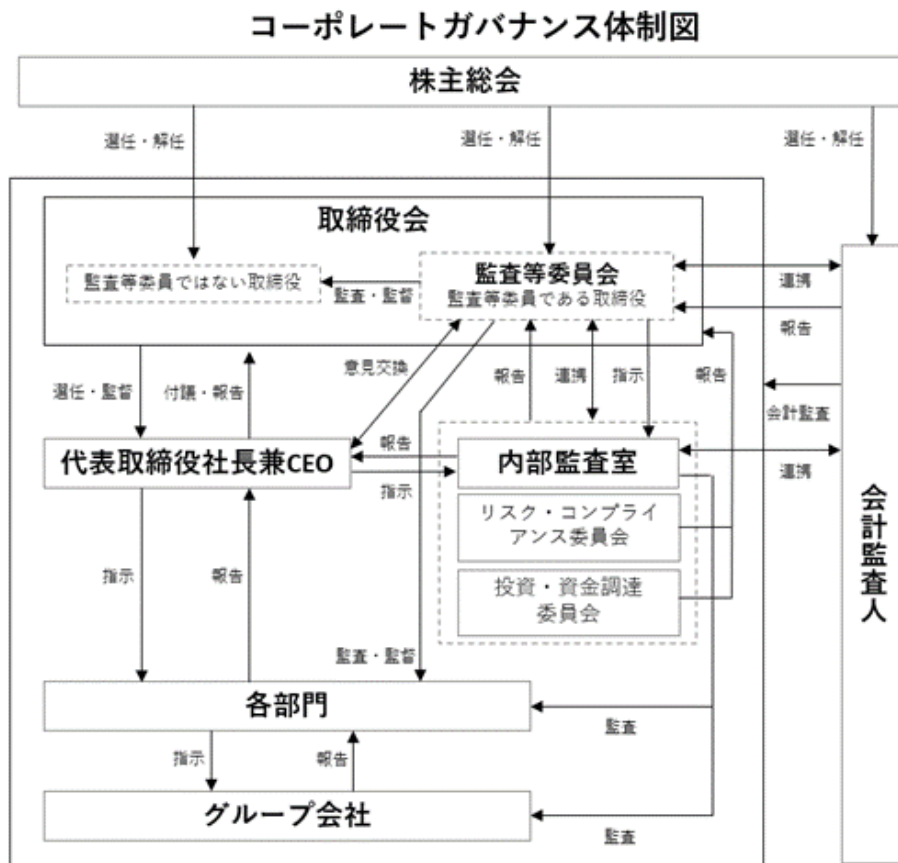 コーポレートガバナンス体制図
株主総会
選任・解任
選任・解任
選任・解任
取締役会
監査等委員ではない取締役
監査・監督
監査等委員会
監査等委員である取締役
連携
報告
選任・監督
付議・報告
意見交換
報告
連携
指示
報告
会計監査
代表取締役社長兼CEO
報告
指示
内部監査室
連携
リスク・コンプライ
アンス委員会
投資・資金調達
委員会
会計監査人
指示
報告
監査・監督
各部門
監査
指示
報告
グループ会社
監査